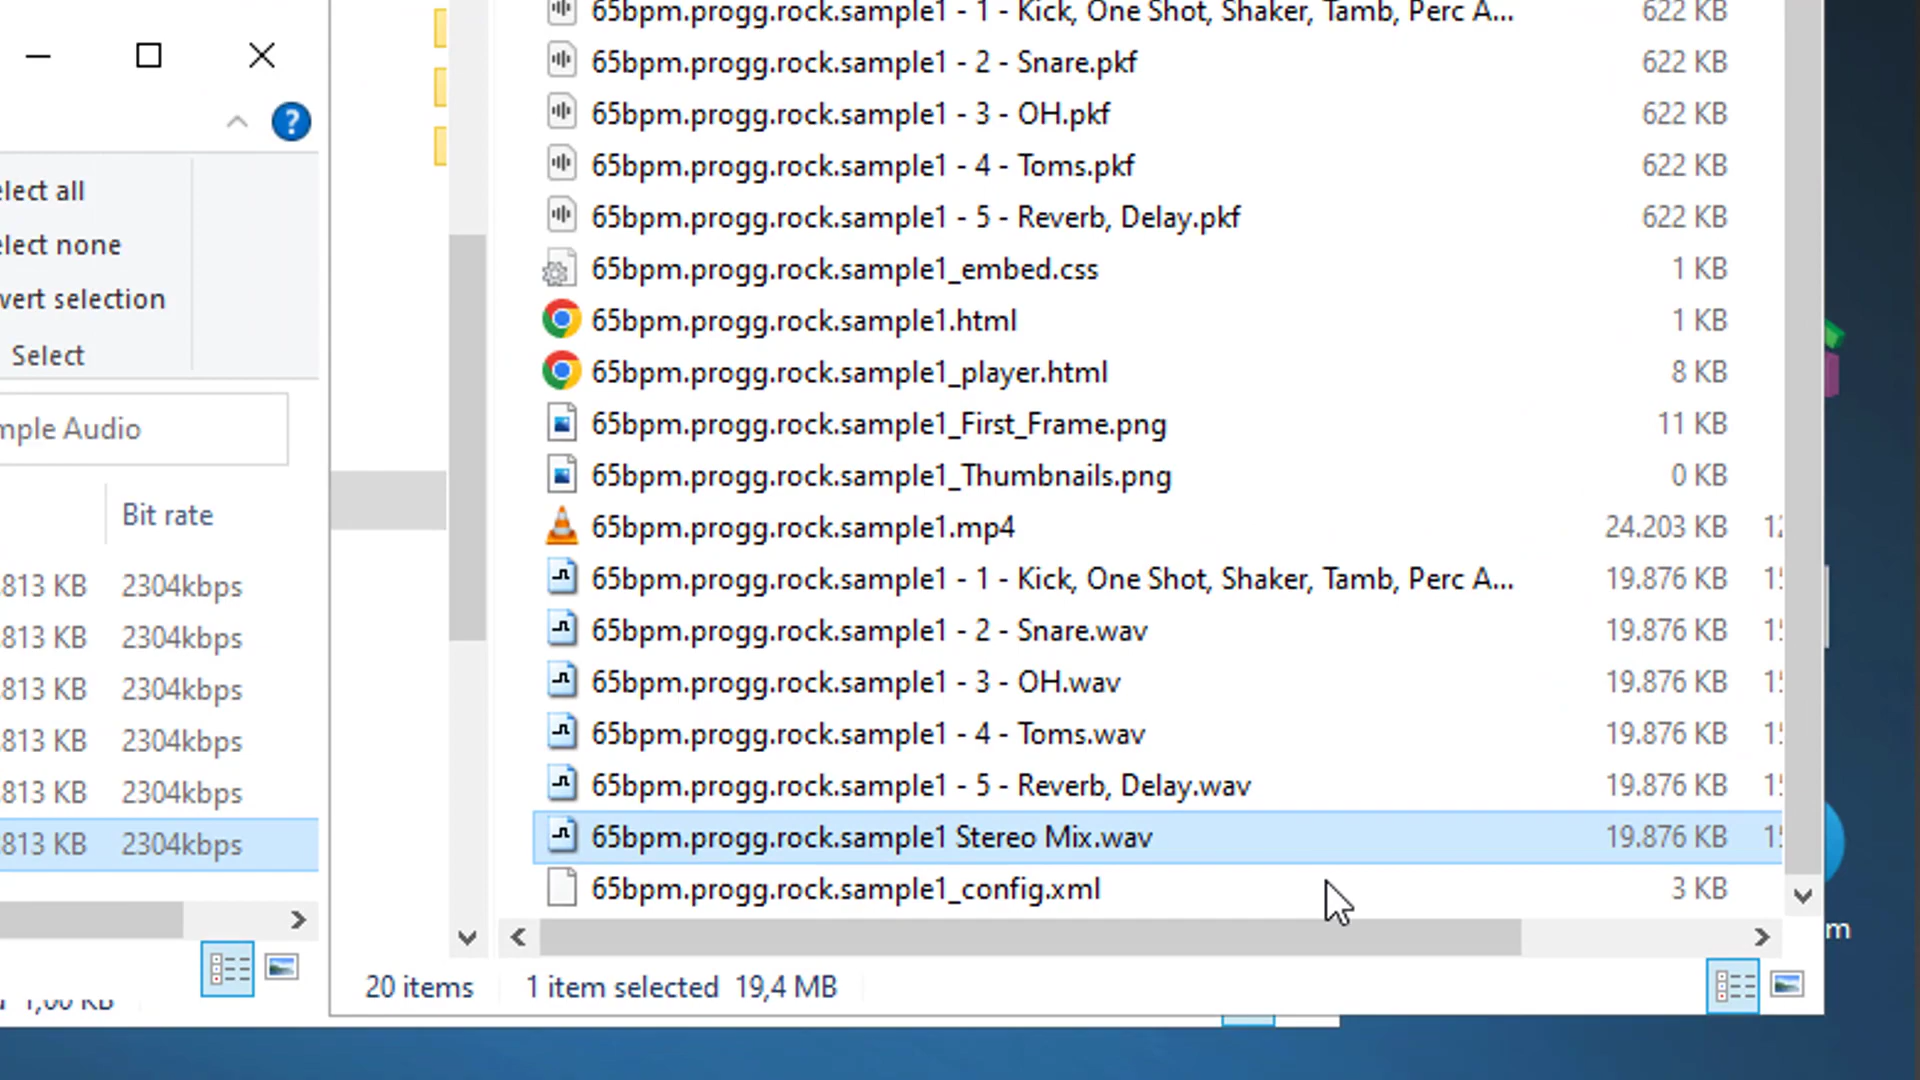 65bpm.progg.rock.sample1 - 1 - Kick, One Shot, Shaker, Tamb, Perc A... 622 KB
65bpm.progg.rock.sample1 - 2 - Snare.pkf 622 KB
65bpm.progg.rock.sample1 - 3 - OH.pkf 622 KB
65bpm.progg.rock.sample1 - 4 - Toms.pkf 622 KB
65bpm.progg.rock.sample1 - 5 - Reverb, Delay.pkf 622 KB
65bpm.progg.rock.sample1_embed.css 1 KB
65bpm.progg.rock.sample1.html 1 KB
65bpm.progg.rock.sample1_player.html 8 KB
65bpm.progg.rock.sample1_First_Frame.png 11 KB
65bpm.progg.rock.sample1_Thumbnails.png 0 KB
65bpm.progg.rock.sample1.mp4 24.203 KB
65bpm.progg.rock.sample1 - 1 - Kick, One Shot, Shaker, Tamb, Perc A... 19.876 KB
65bpm.progg.rock.sample1 - 2 - Snare.wav 19.876 KB
65bpm.progg.rock.sample1 - 3 - OH.wav 19.876 KB
65bpm.progg.rock.sample1 - 4 - Toms.wav 19.876 KB
65bpm.progg.rock.sample1 - 5 - Reverb, Delay.wav 19.876 KB
65bpm.progg.rock.sample1 Stereo Mix.wav 19.876 KB
65bpm.progg.rock.sample1_config.xml 3 KB
20 items 1 item selected 19,4 MB
?
elect all
elect none
vert selection
Select
mple Audio
Bit rate
813 KB 2304kbps
813 KB 2304kbps
813 KB 2304kbps
813 KB 2304kbps
813 KB 2304kbps
813 KB 2304kbps
1,00 KB
m